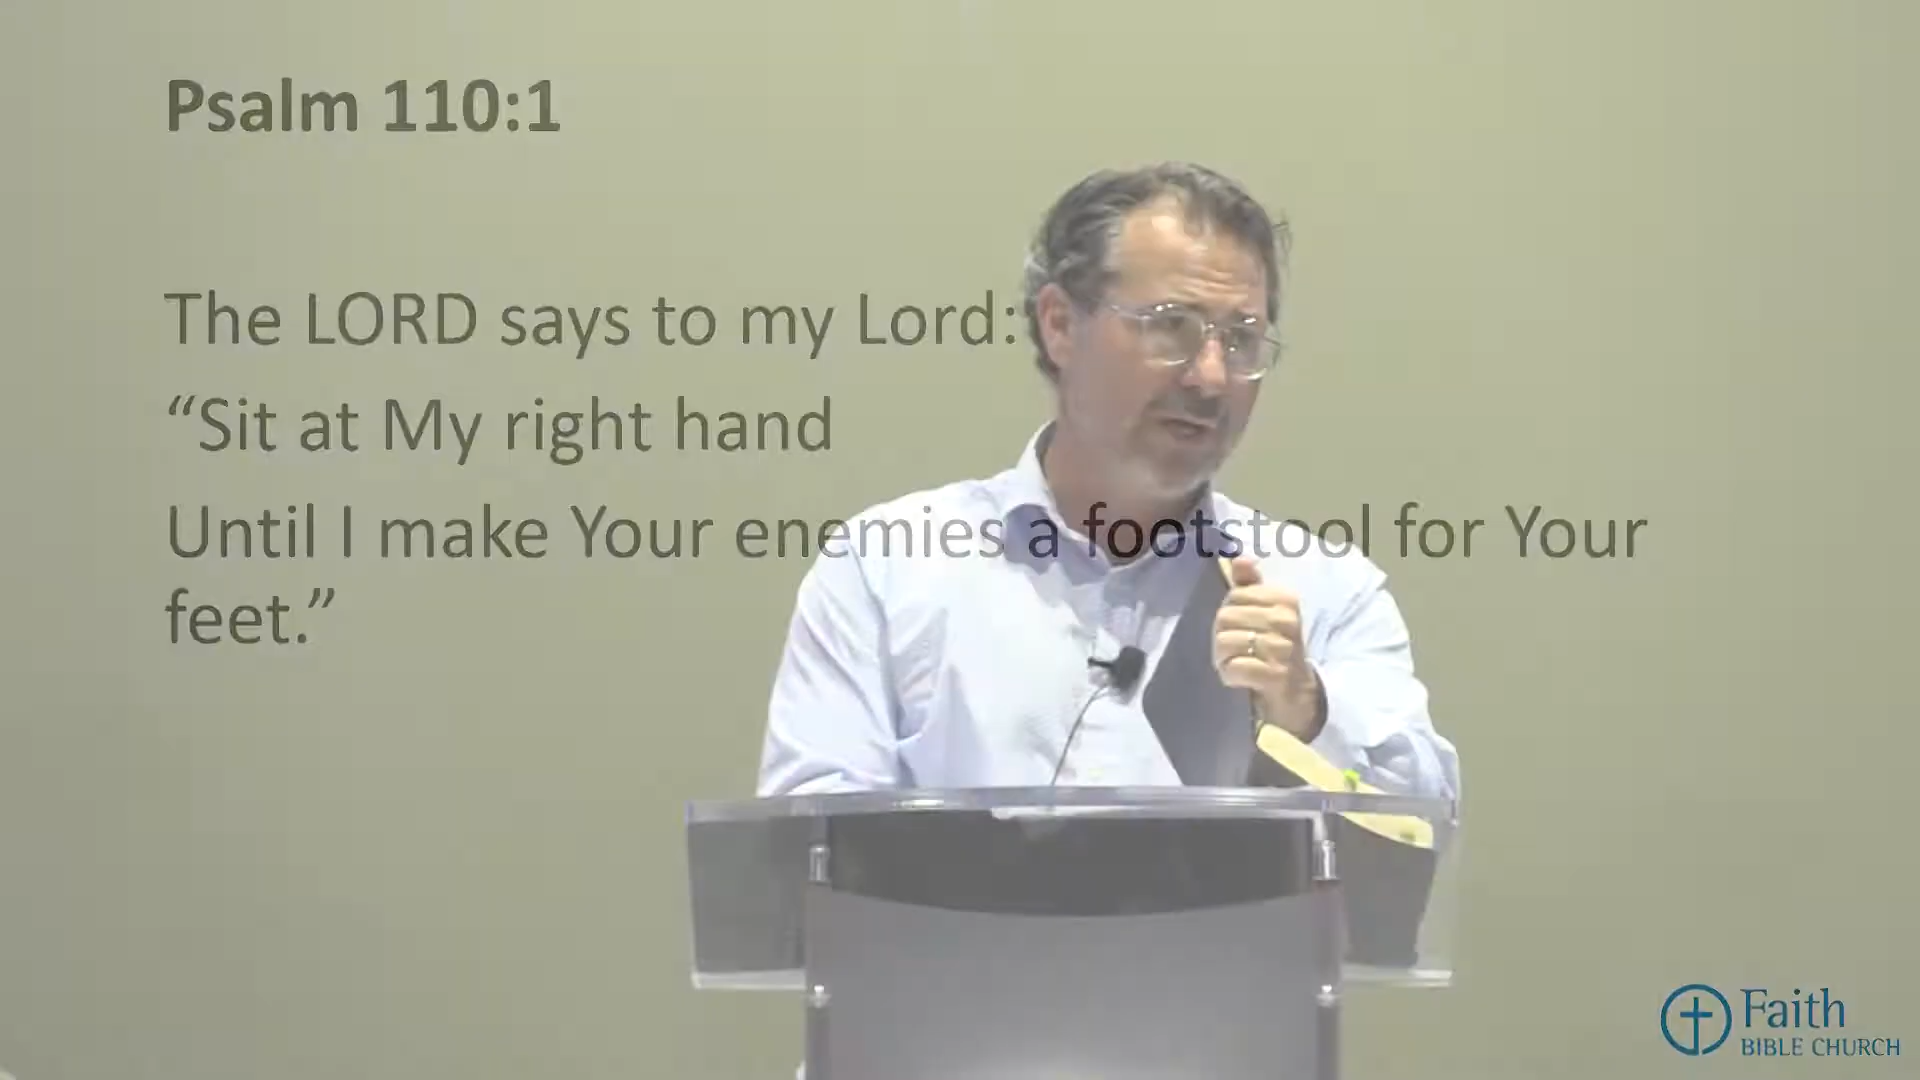 Psalm 110:1
The LORD says to my Lord:
“Sit at My right hand
Until I make Your enemies a footstool for Your
feet.”
Faith
BIBLE CHURCH